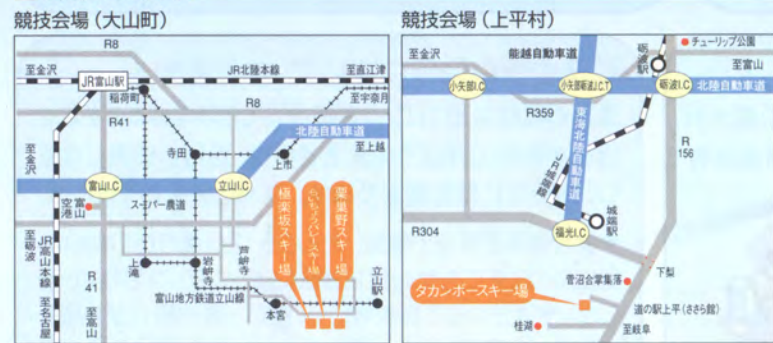 競技会場（大山町）
R8
至金沢
JR富山駅
JR北陸本線
至直江津
稲荷町
R8
至宇奈月
R41
北陸自動車道
至上越
至金沢
寺田
上市
富山I.C
立山I.C
スーパー農道
富山空港
極楽坂スキー場
らいちょうバレースキー場
粟巣野スキー場
至砺波
JR高山本線
至名古屋
R41
至高山
上滝
岩峅寺
芦峅寺
富山地方鉄道立山線
本宮
立山駅
競技会場（上平村）
至金沢
能越自動車道
砺波駅
チューリップ公園
至富山
小矢部I.C
小矢部砺波J.C.T
砺波I.C
北陸自動車道
R359
東海北陸自動車道
JR城端線
R156
城端駅
R304
福光I.C
下梨
菅沼合掌集落
タカンボースキー場
道の駅上平（ささら館）
桂湖
至岐阜